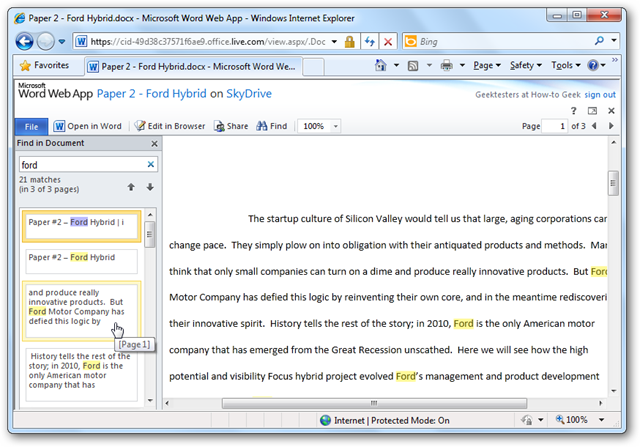 Paper 2 - Ford Hybrid.docx - Microsoft Word Web App - Windows Internet Explorer
https://cid-49d38c37571f6ae9.office.live.com/view.aspx/.Doc
Bing
Favorites
Paper 2 - Ford Hybrid.docx - Microsoft Word We...
Page
Safety
Tools
Microsoft
Word Web App
Paper 2 - Ford Hybrid on SkyDrive
Geektesters at How-to Geek sign out
File
Open in Word
Edit in Browser
Share
Find
100%
Page 1 of 3
Find in Document
ford
21 matches
(in 3 of 3 pages)
Paper #2 – Ford Hybrid | i
Paper #2 – Ford Hybrid
and produce really
innovative products. But
Ford Motor Company has
defied this logic by
[Page 1]
History tells the rest of the
story; in 2010, Ford is the
only American motor
company that has
The startup culture of Silicon Valley would tell us that large, aging corporations can
change pace. They simply plow on into obligation with their antiquated products and methods. Man
think that only small companies can turn on a dime and produce really innovative products. But Ford
Motor Company has defied this logic by reinventing their own core, and in the meantime rediscoveri
their innovative spirit. History tells the rest of the story; in 2010, Ford is the only American motor
company that has emerged from the Great Recession unscathed. Here we will see how the high
potential and visibility Focus hybrid project evolved Ford's management and product development
Internet | Protected Mode: On
100%